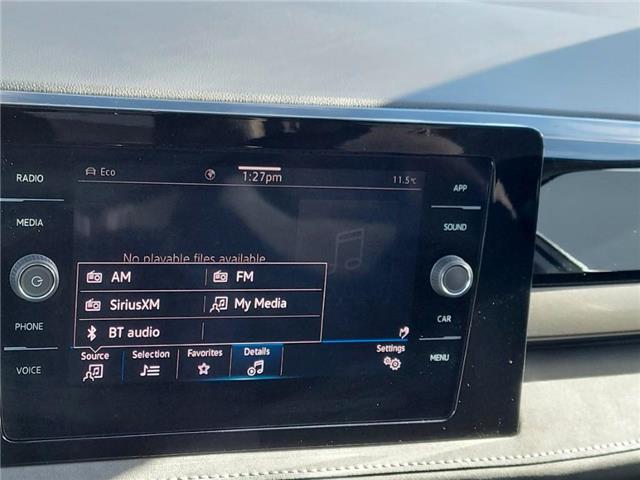 RADIO
MEDIA
PHONE
VOICE
Eco
1:27pm
11.5°C
No playable files available
AM
FM
SiriusXM
My Media
BT audio
Source
Selection
Favorites
Details
Settings
APP
SOUND
CAR
MENU